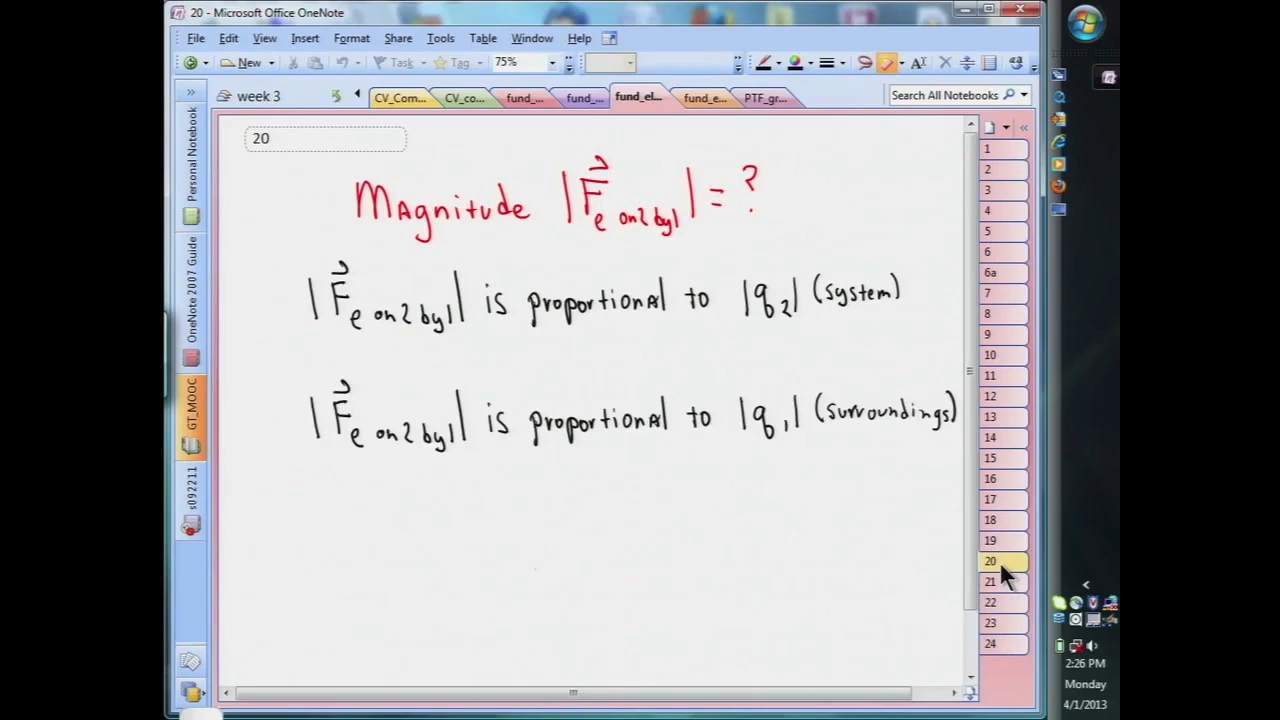 20 - Microsoft Office OneNote
File Edit View Insert Format Share Tools Table Window Help
New Task Tag 75%
week 3 CV_Com... CV_co... fund_... fund_... fund_el... fund_e... PTF_gr... Search All Notebooks
20
Magnitude |F⃗e on 2 by 1| = ?
|F⃗e on 2 by 1| is proportional to |q2| (system)
|F⃗e on 2 by 1| is proportional to |q1| (surroundings)
Personal Notebook
OneNote 2007 Guide
GT_MOOC
s092211
1
2
3
4
5
6
6a
7
8
9
10
11
12
13
14
15
16
17
18
19
20
21
22
23
24
2:26 PM
Monday
4/1/2013